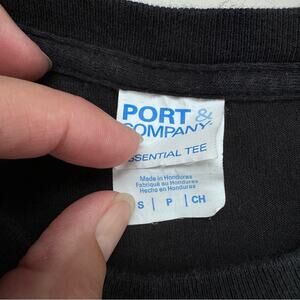 PORT &
COMPANY
SSENTIAL TEE
Made in Honduras
Fabriqué au Honduras
Hecho en Honduras
S | P | CH